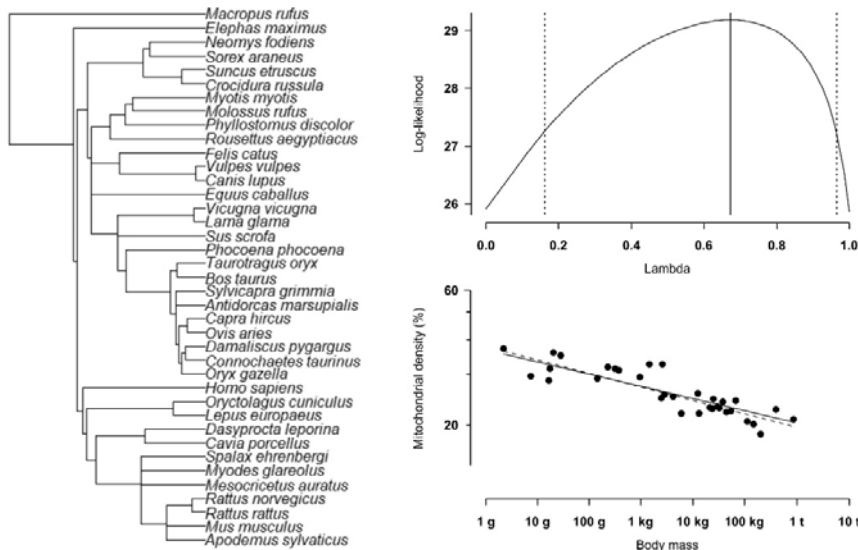 Macropus rufus
Elephas maximus
Neomys fodiens
Sorex araneus
Suncus etruscus
Crocidura russula
Myotis myotis
Molossus rufus
Phyllostomus discolor
Rousettus aegyptiacus
Felis catus
Vulpes vulpes
Canis lupus
Equus caballus
Vicugna vicugna
Lama glama
Sus scrofa
Phocoena phocoena
Taurotragus oryx
Bos taurus
Sylvicapra grimmia
Antidorcas marsupialis
Capra hircus
Ovis aries
Damaliscus pygargus
Connochaetes taurinus
Oryx gazella
Homo sapiens
Oryctolagus cuniculus
Lepus europaeus
Dasyprocta leporina
Cavia porcellus
Spalax ehrenbergi
Myodes glareolus
Mesocricetus auratus
Rattus norvegicus
Rattus rattus
Mus musculus
Apodemus sylvaticus
Log-likelihood
29
28
27
26
0.0 0.2 0.4 0.6 0.8 1.0
Lambda
Mitochondrial density (%)
60
20
1 g 10 g 100 g 1 kg 10 kg 100 kg 1 t 10 t
Body mass